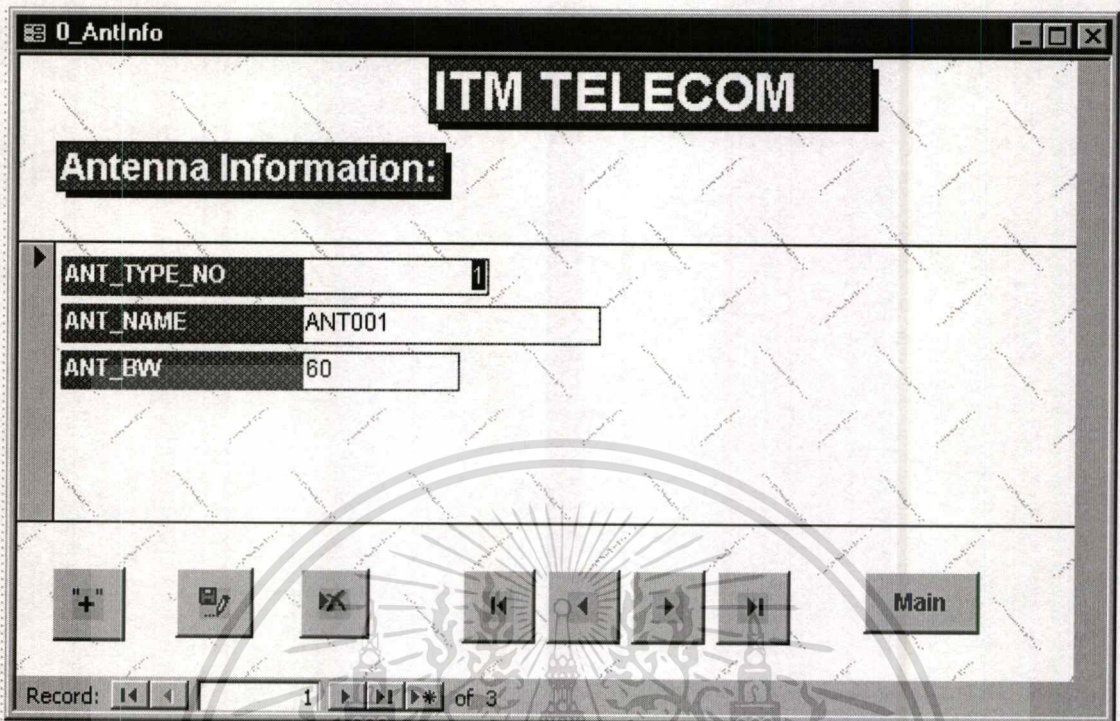 0_AntInfo
ITM TELECOM
Antenna Information:
ANT_TYPE_NO 1
ANT_NAME ANT001
ANT_BW 60
"+"
Main
Record: 1 of 3